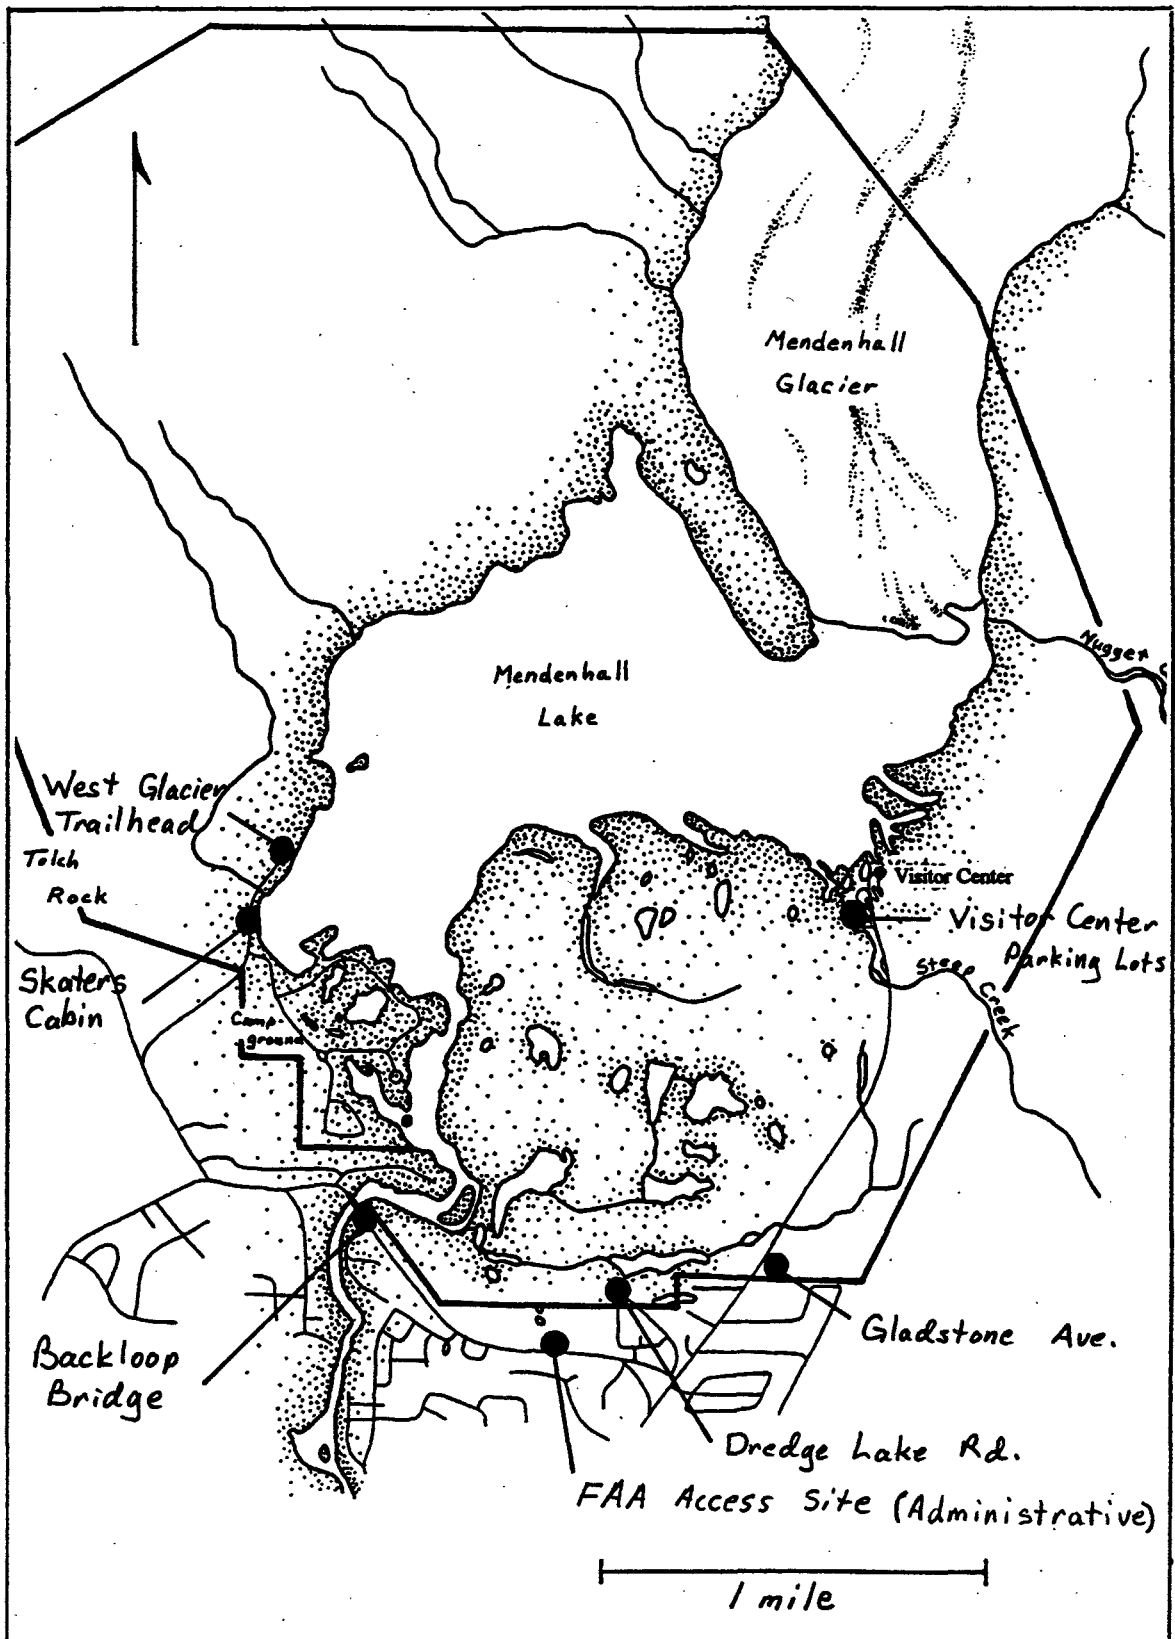 Mendenhall
Glacier
Nugget
Mendenhall
Lake
West Glacier
Trailhead
Tolch
Rock
Visitor Center
Visitor Center
Parking Lots
Steep Creek
Skaters
Cabin
Camp-
ground
Gladstone Ave.
Backloop
Bridge
Dredge Lake Rd.
FAA Access Site (Administrative)
1 mile